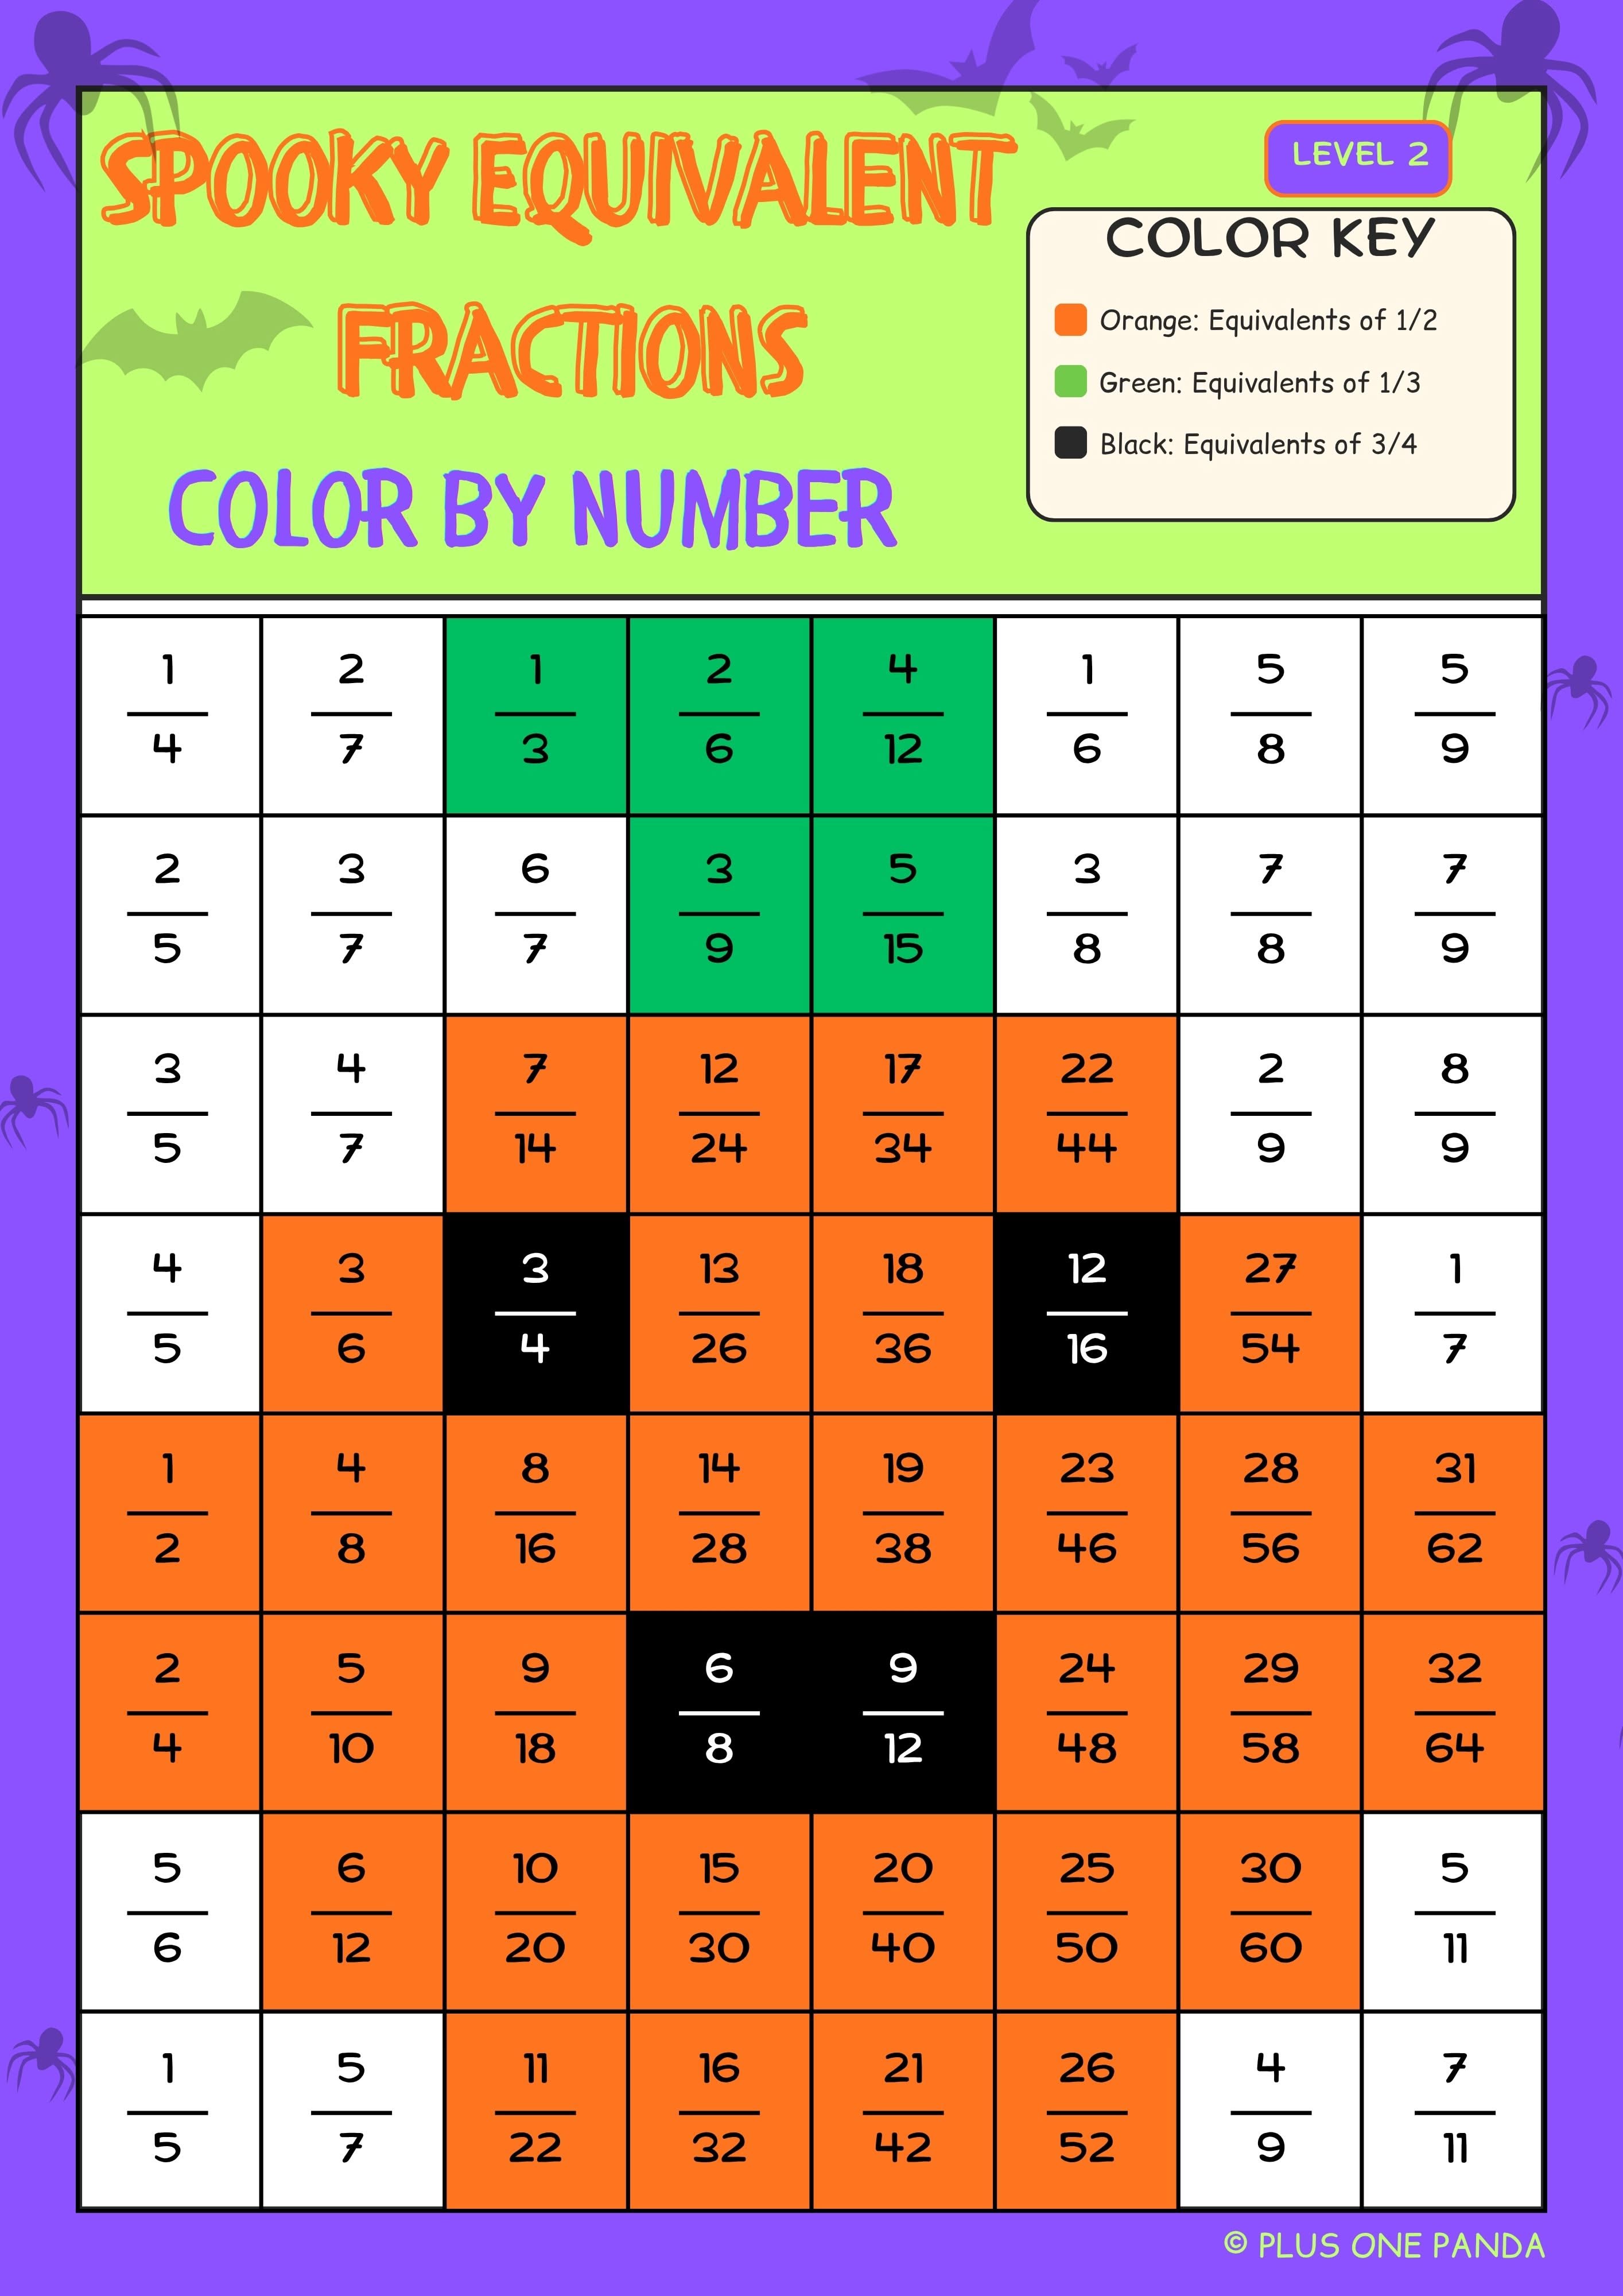 SPOOKY EQUIVALENT
FRACTIONS
COLOR BY NUMBER
LEVEL 2
COLOR KEY
Orange: Equivalents of 1/2
Green: Equivalents of 1/3
Black: Equivalents of 3/4
1/4 2/7 1/3 2/6 4/12 1/6 5/8 5/9
2/5 3/7 6/7 3/9 5/15 3/8 7/8 7/9
3/5 4/7 7/14 12/24 17/34 22/44 2/9 8/9
4/5 3/6 3/4 13/26 18/36 12/16 27/54 1/7
1/2 4/8 8/16 14/28 19/38 23/46 28/56 31/62
2/4 5/10 9/18 6/8 9/12 24/48 29/58 32/64
5/6 6/12 10/20 15/30 20/40 25/50 30/60 5/11
1/5 5/7 11/22 16/32 21/42 26/52 4/9 7/11
© PLUS ONE PANDA